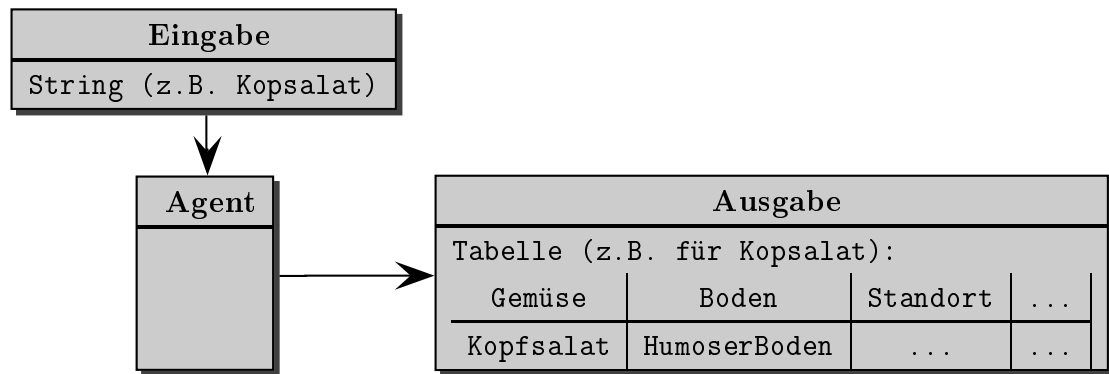 Eingabe
String (z.B. Kopsalat)
Agent
Ausgabe
Tabelle (z.B. für Kopsalat):
Gemüse Boden Standort ...
Kopfsalat HumoserBoden ... ...